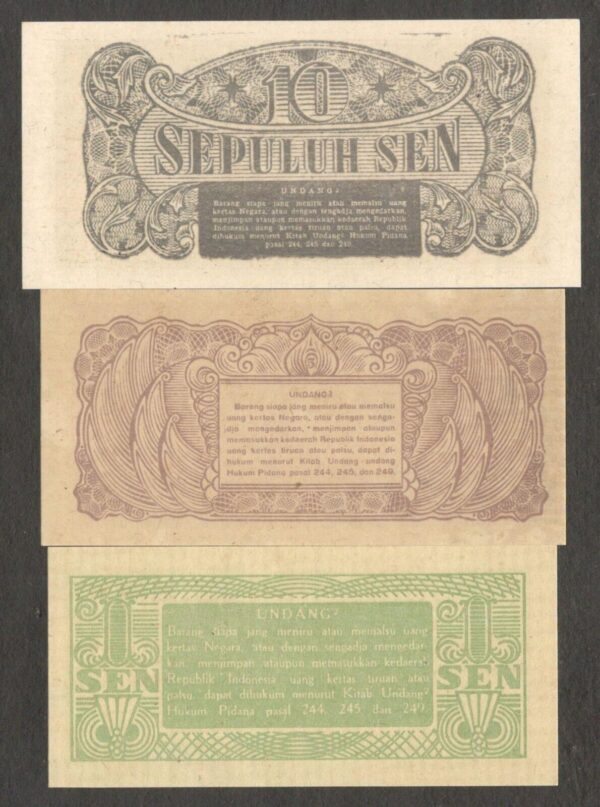 10
SEPULUH SEN
UNDANG²
Barang siapa jang meniru atau memalsu uang
kertas Negara, atau dengan tenghdja mengedarkan,
menjimpan ataupun memasukkan kedaerah Republik
Indonesia uang kertas tiruan atau palsu, dapat
dihukum menurut Kitab Undang² Hukum Pidana
pasal 244, 245 dan 249.
UNDANG²
Barang siapa jang meniru atau memalsu
uang kertas Negara, atau dengan senga-
dja mengedarkan, menjimpan ataupun
memasukkan kedaerah Republik Indonesia
uang kertas tiruan atau palsu, dapat di-
hukum menurut Kitab Undang-undang
Hukum Pidana pasal 244, 245, dan 249.
1 SEN
UNDANG²
Barang siapa jang meniru atau memalsu uang
kertas Negara, atau dengan sengadja mengedar-
kan, menjimpan ataupun memasukkan kedaerah
Republik Indonesia uang kertas tiruan atau
palsu, dapat dihukum menurut Kitab Undang²
Hukum Pidana pasal 244, 245 dan 249.
1 SEN